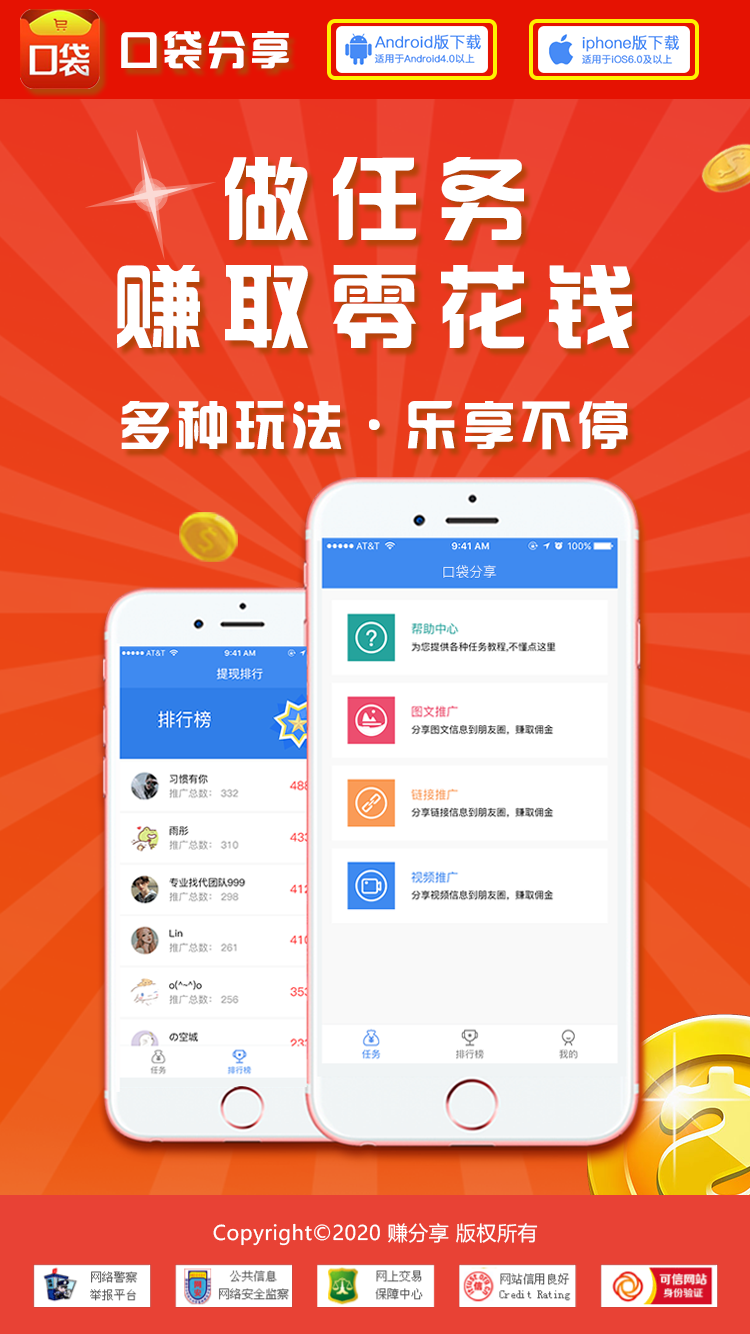 口袋
口袋分享
Android版下载
适用于Android4.0以上
iphone版下载
适用于iOS6.0及以上
做任务
赚取零花钱
多种玩法·乐享不停
AT&T
9:41 AM
100%
口袋分享
帮助中心
为您提供各种任务教程,不懂点这里
图文推广
分享图文信息到朋友圈，赚取佣金
链接推广
分享链接信息到朋友圈，赚取佣金
视频推广
分享视频信息到朋友圈，赚取佣金
任务
排行榜
我的
AT&T
9:41 AM
提现排行
排行榜
习惯有你
推广总数： 332
雨彤
推广总数： 310
433
专业找代团队999
推广总数： 298
412
Lin
推广总数： 261
410
o(^~^)o
推广总数： 256
353
の空城
任务
排行榜
Copyright©2020 赚分享 版权所有
网络警察
举报平台
公共信息
网络安全监察
网上交易
保障中心
网站信用良好
Credit Rating
可信网站
身份验证